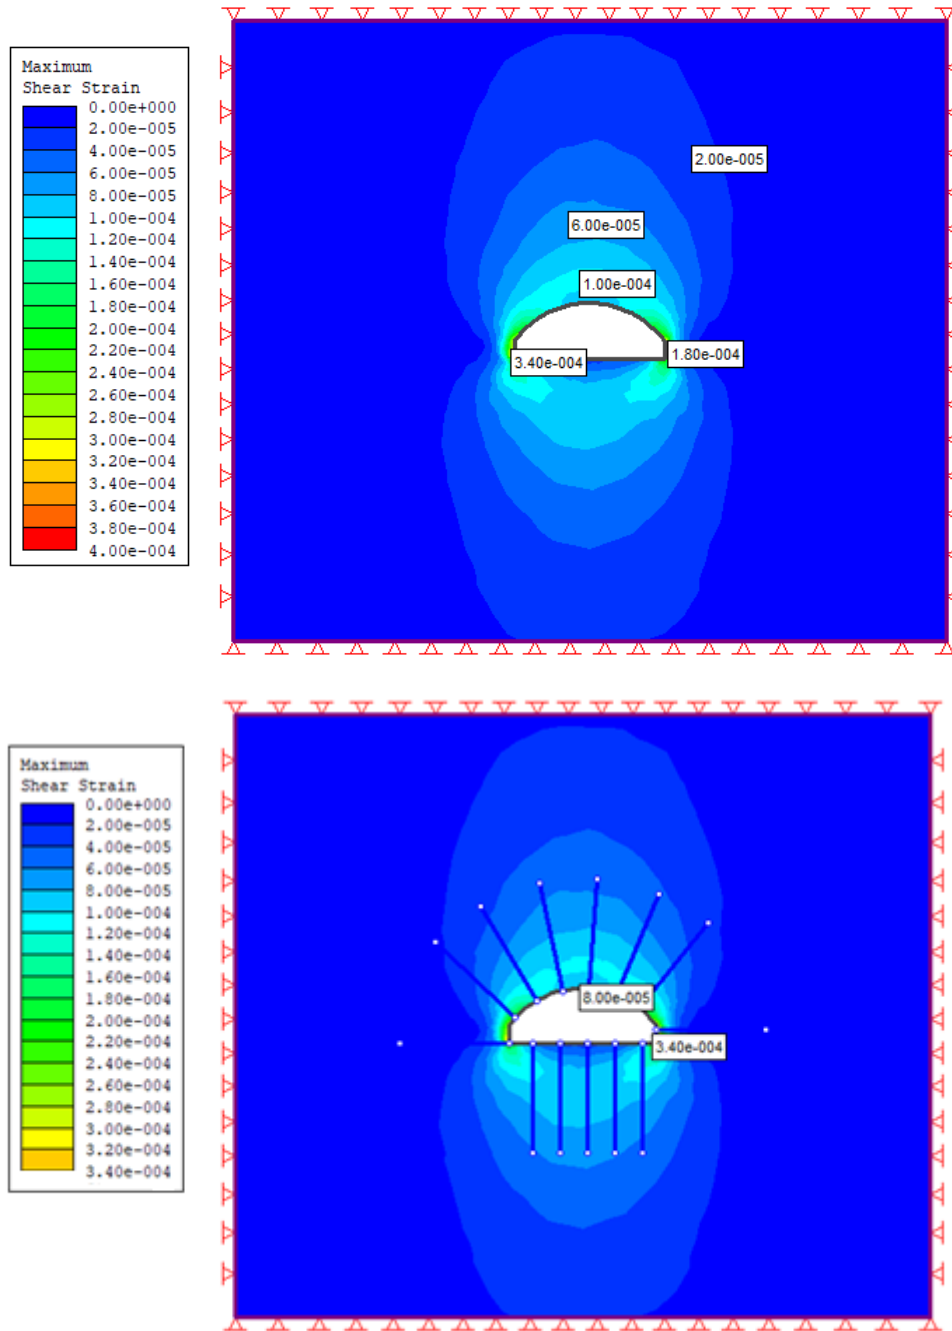 Maximum
Shear Strain
0.00e+000
2.00e-005
4.00e-005
6.00e-005
8.00e-005
1.00e-004
1.20e-004
1.40e-004
1.60e-004
1.80e-004
2.00e-004
2.20e-004
2.40e-004
2.60e-004
2.80e-004
3.00e-004
3.20e-004
3.40e-004
3.60e-004
3.80e-004
4.00e-004
2.00e-005
6.00e-005
1.00e-004
3.40e-004
1.80e-004
Maximum
Shear Strain
0.00e+000
2.00e-005
4.00e-005
6.00e-005
8.00e-005
1.00e-004
1.20e-004
1.40e-004
1.60e-004
1.80e-004
2.00e-004
2.20e-004
2.40e-004
2.60e-004
2.80e-004
3.00e-004
3.20e-004
3.40e-004
8.00e-005
3.40e-004